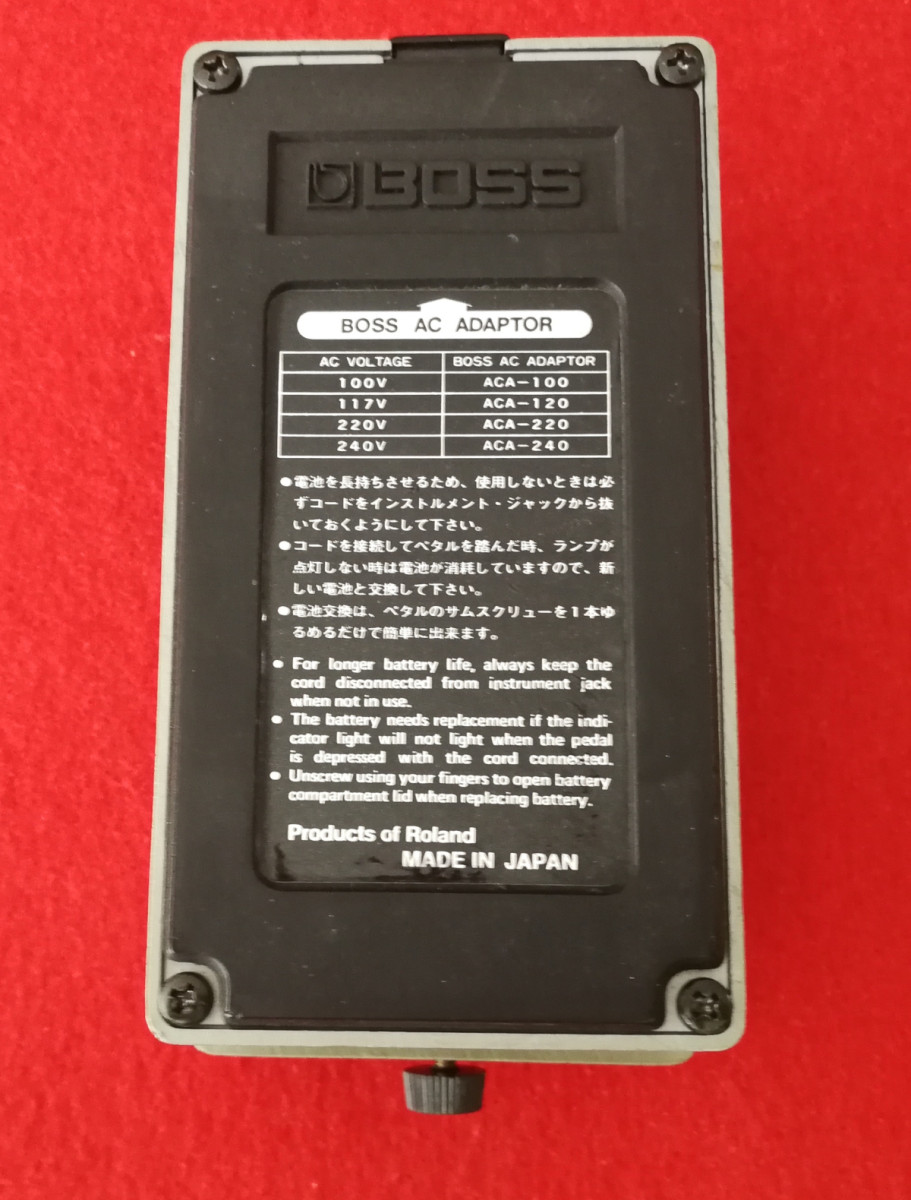 BOSS
BOSS AC ADAPTOR
AC VOLTAGE BOSS AC ADAPTOR
100V ACA-100
117V ACA-120
220V ACA-220
240V ACA-240
●電池を長持ちさせるため、使用しないときは必
ずコードをインストルメント・ジャックから抜
いておくようにして下さい。
●コードを接続してペタルを踏んだ時、ランプが
点灯しない時は電池が消耗していますので、新
しい電池と交換して下さい。
●電池交換は、ペタルのサムスクリューを1本ゆ
るめるだけで簡単に出来ます。
● For longer battery life, always keep the
cord disconnected from instrument jack
when not in use.
● The battery needs replacement if the indi-
cator light will not light when the pedal
is depressed with the cord connected.
● Unscrew using your fingers to open battery
compartment lid when replacing battery.
Products of Roland
MADE IN JAPAN